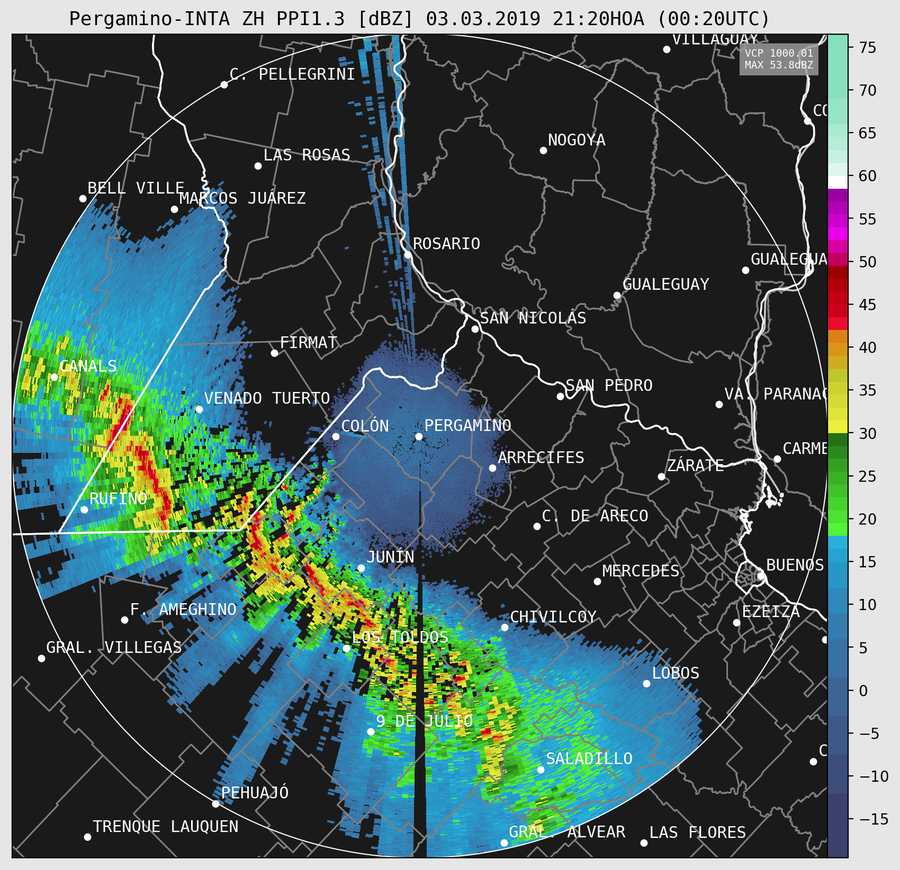 Pergamino-INTA ZH PPI1.3 [dBZ] 03.03.2019 21:20HOA (00:20UTC)
VILLAGUAY
VCP 1000.01
MAX 53.8dBZ
C. PELLEGRINI
CO
NOGOYA
LAS ROSAS
BELL VILLE
MARCOS JUÁREZ
ROSARIO
GUALEGUA
GUALEGUAY
SAN NICOLÁS
FIRMAT
CANALS
SAN PEDRO
VENADO TUERTO
VA. PARANAC
COLÓN
PERGAMINO
CARME
ARRECIFES
ZÁRATE
RUFINO
C. DE ARECO
JUNÍN
MERCEDES
BUENOS
F. AMEGHINO
CHIVILCOY
EZEIZA
LOS TOLDOS
GRAL. VILLEGAS
LOBOS
9 DE JULIO
SALADILLO
C
PEHUAJÓ
TRENQUE LAUQUEN
GRAL. ALVEAR
LAS FLORES
75
70
65
60
55
50
45
40
35
30
25
20
15
10
5
0
−5
−10
−15